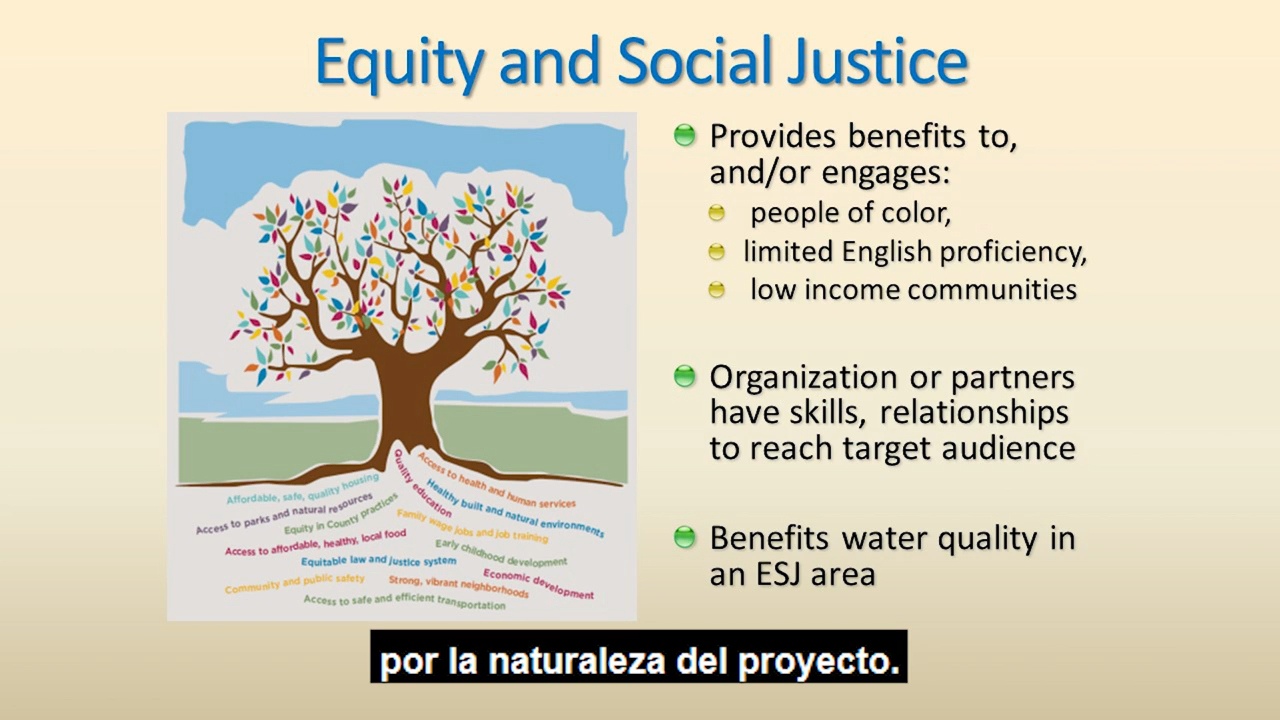 Equity and Social Justice
Provides benefits to,
and/or engages:
people of color,
limited English proficiency,
low income communities
Organization or partners
have skills, relationships
to reach target audience
Benefits water quality in
an ESJ area
Affordable, safe, quality housing
Quality education
Access to health and human services
Access to parks and natural resources
Healthy built and natural environments
Equity in County practices
Family wage jobs and job training
Access to affordable, healthy, local food
Early childhood development
Equitable law and justice system
Economic development
Community and public safety
Strong, vibrant neighborhoods
Access to safe and efficient transportation
por la naturaleza del proyecto.